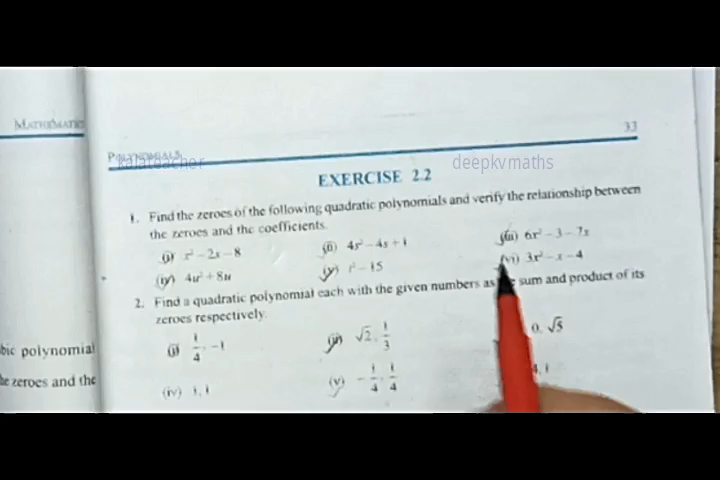 MATHEMATICS
33
POLYNOMIALS
kajateacher
deepkvmaths
EXERCISE 2.2
1. Find the zeroes of the following quadratic polynomials and verify the relationship between
the zeroes and the coefficients.
(i) x² – 2x – 8 (ii) 4s² – 4s + 1 (iii) 6x² – 3 – 7x
(iv) 4u² + 8u (v) t² – 15 (vi) 3x² – x – 4
2. Find a quadratic polynomial each with the given numbers as the sum and product of its
zeroes respectively.
(i) 1/4, –1 (ii) √2, 1/3 0, √5
(iv) 1, 1 (v) –1/4, 1/4 4, 1
bic polynomial
he zeroes and the